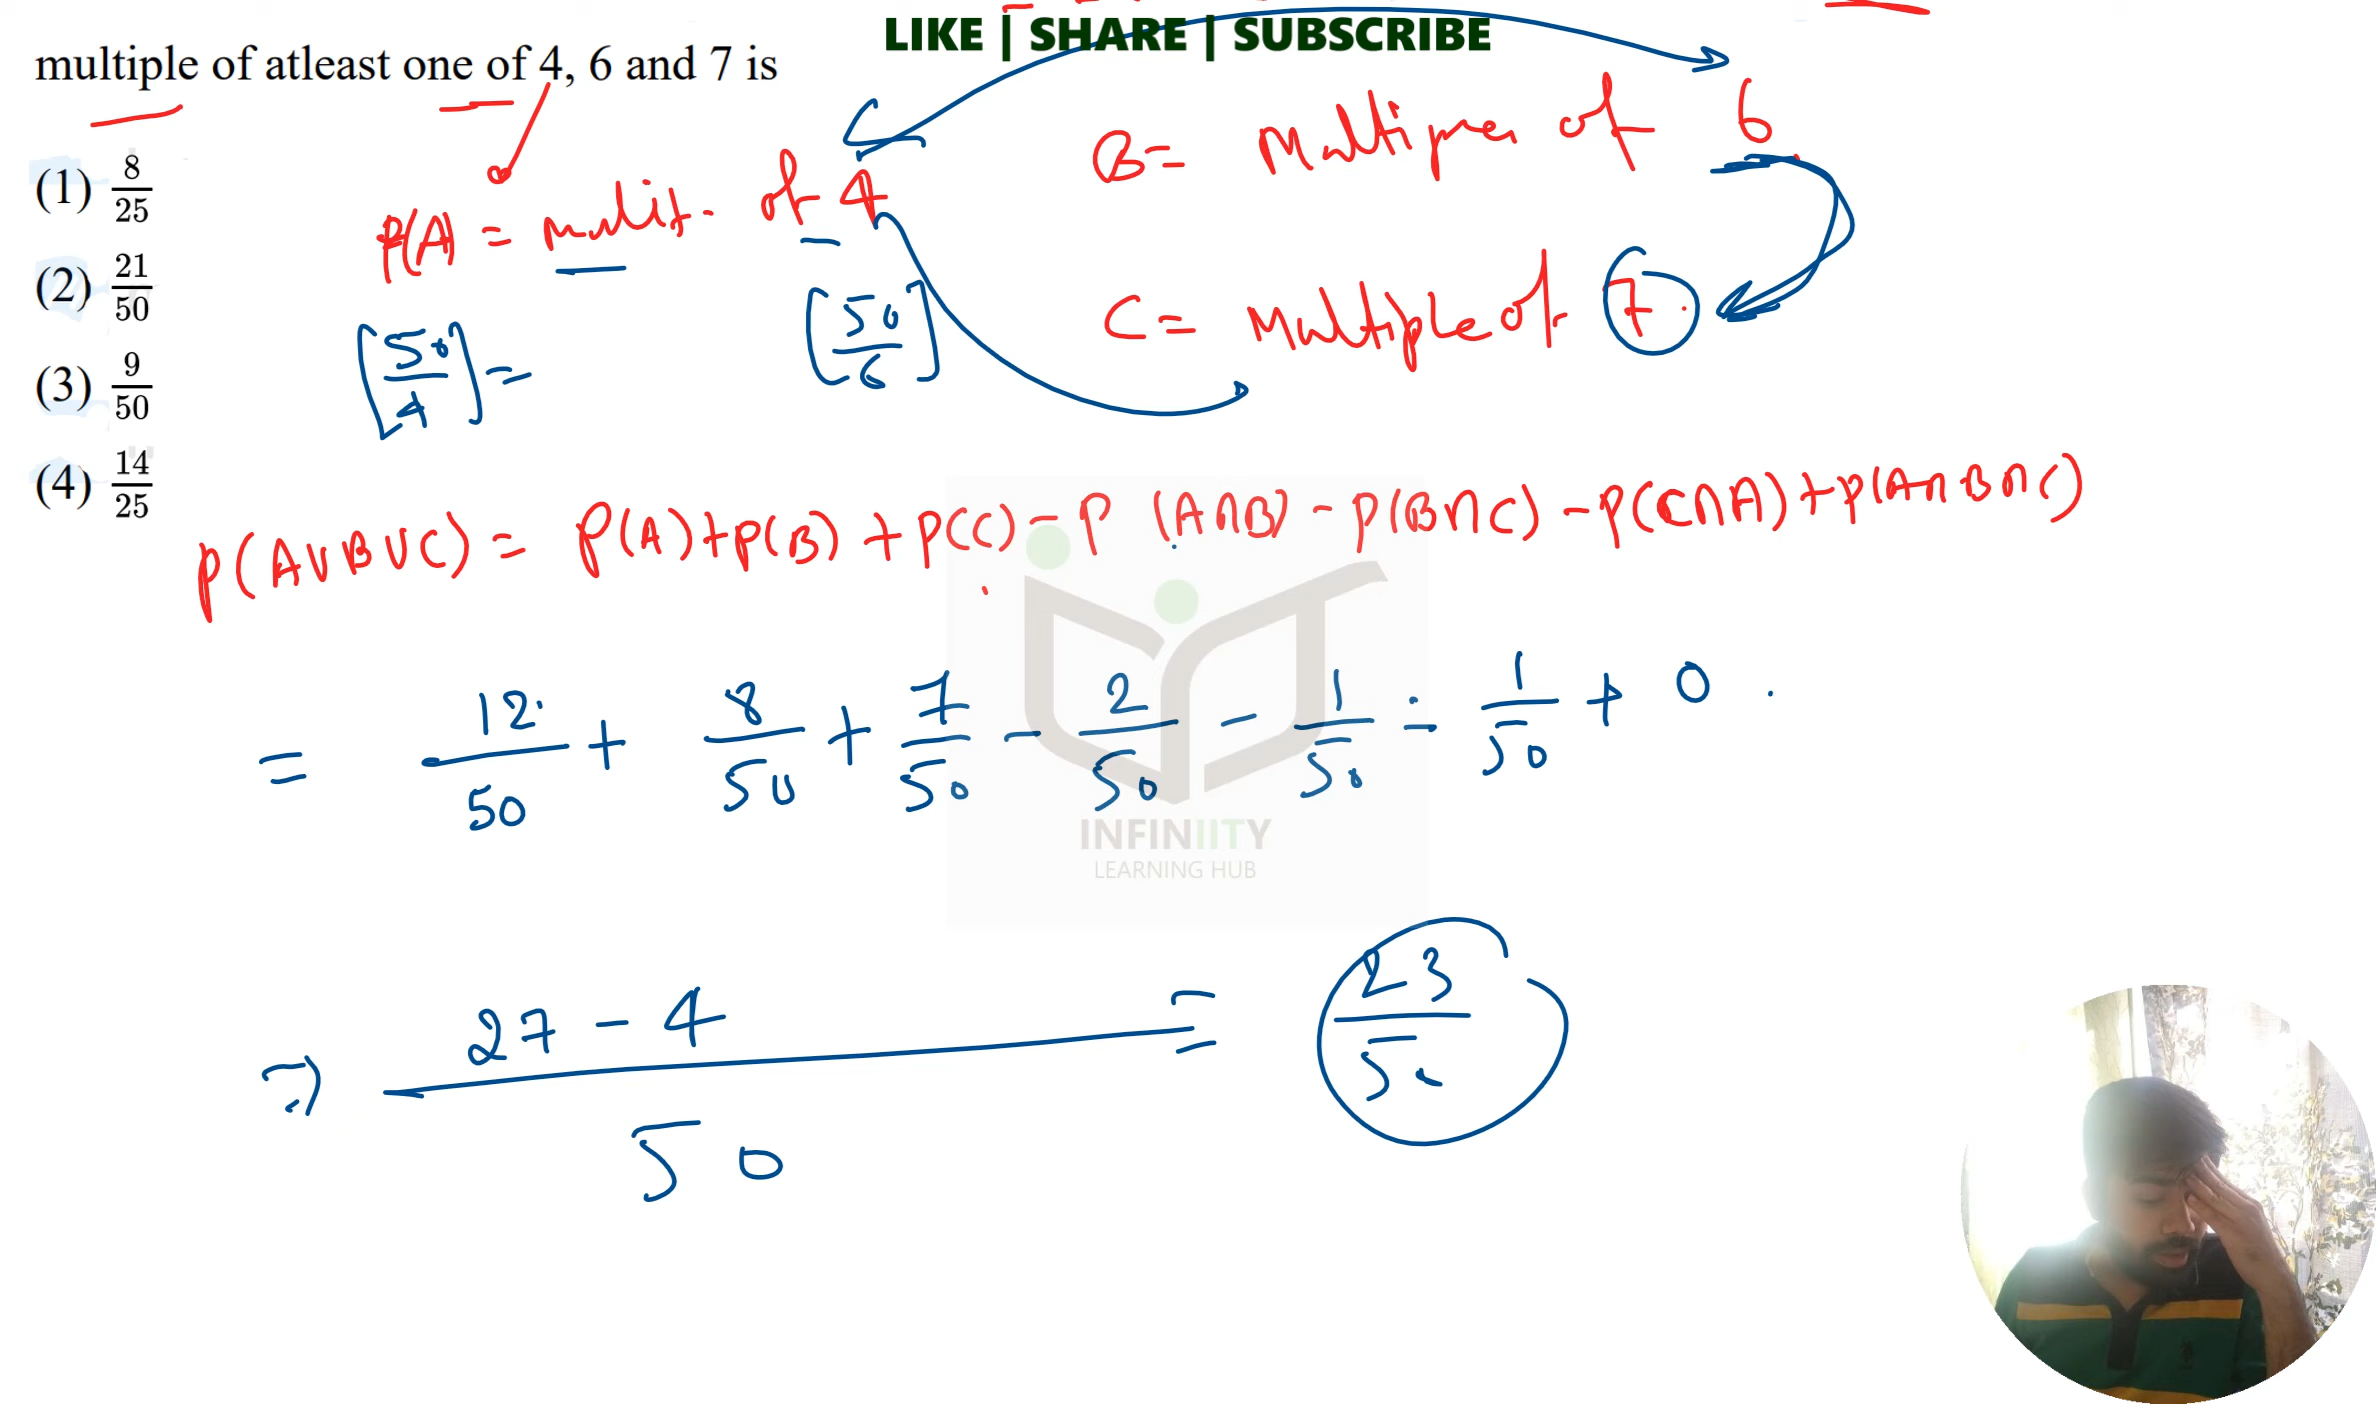 LIKE | SHARE | SUBSCRIBE
multiple of atleast one of 4, 6 and 7 is
(1) 8/25
(2) 21/50
(3) 9/50
(4) 14/25
P(A) = mulit. of 4
B = Multiples of 6
[50/4] =
[50/6]
C = Multiple of 7.
P(A∪B∪C) = P(A)+P(B)+P(C)-P(A∩B)-P(B∩C)-P(C∩A)+P(A∩B∩C)
= 12/50 + 8/50 + 7/50 - 2/50 - 1/50 - 1/50 + 0.
INFINIITY
LEARNING HUB
⇒ 27-4/50 = 23/50